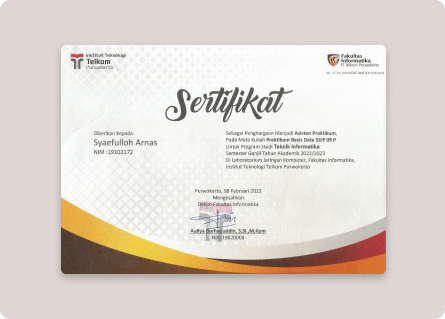 Institut Teknologi
Telkom
Purwokerto
Fakultas
Informatika
IT Telkom Purwokerto
Sertifikat
Diberikan Kepada
Syaefulloh Arnas
NIM :19102172
Sebagai Penghargaan Menjadi Asisten Praktikum,
Pada Mata Kuliah Praktikum Basis Data S1IF 09 P
Untuk Program Studi Teknik Informatika
Semester Ganjil Tahun Akademik 2022/2023
Di Laboratorium Jaringan Komputer, Fakultas Informatika,
Institut Teknologi Telkom Purwokerto
Purwokerto, 08 Februari 2023
Mengesahkan
Dekan Fakultas Informatika
Auliya Burhanuddin, S.Si.,M.Kom
NIK.19820008